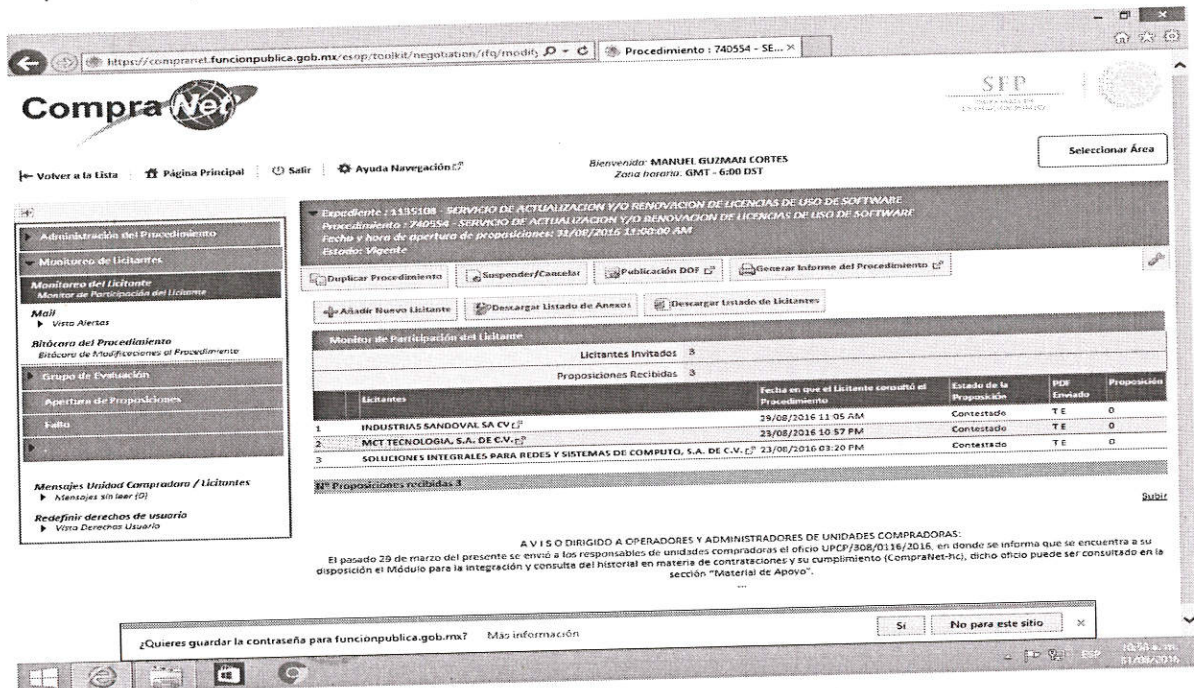 https://compranet.funcionpublica.gob.mx/esop/toolkit/negotiation/rfq/modify
Procedimiento : 740554 - SE...
CompraNet
SFP
Seleccionar Área
Volver a la Lista Página Principal Salir Ayuda Navegación
Bienvenido: MANUEL GUZMAN CORTES
Zona horaria: GMT - 6:00 DST
Administración del Procedimiento
Monitoreo de Licitantes
Monitoreo del Licitante
Monitor de Participación del Licitante
Mail
Vista Alertas
Bitácora del Procedimiento
Bitácora de Modificaciones al Procedimiento
Grupo de Evaluación
Apertura de Proposiciones
Fallo
Mensajes Unidad Compradora / Licitantes
Mensajes sin leer (0)
Redefinir derechos de usuario
Vista Derechos Usuario
Expediente : 1135108 - SERVICIO DE ACTUALIZACION Y/O RENOVACION DE LICENCIAS DE USO DE SOFTWARE
Procedimiento : 740554 - SERVICIO DE ACTUALIZACION Y/O RENOVACION DE LICENCIAS DE USO DE SOFTWARE
Fecha y hora de apertura de proposiciones: 31/08/2016 11:00:00 AM
Estado: Vigente
Duplicar Procedimiento Suspender/Cancelar Publicación DOF Generar Informe del Procedimiento
Añadir Nuevo Licitante Descargar Listado de Anexos Descargar Listado de Licitantes
Monitor de Participación del Licitante
Licitantes Invitados 3
Proposiciones Recibidas 3
Licitantes Fecha en que el Licitante consultó el Procedimiento Estado de la Proposición PDF Enviado Proposición
1 INDUSTRIAS SANDOVAL SA CV 29/08/2016 11:05 AM Contestado T E 0
2 MCT TECNOLOGIA, S.A. DE C.V. 23/08/2016 10:57 PM Contestado T E 0
3 SOLUCIONES INTEGRALES PARA REDES Y SISTEMAS DE COMPUTO, S.A. DE C.V. 23/08/2016 03:20 PM Contestado T E 0
Nº Proposiciones recibidas 3
Subir
A V I S O DIRIGIDO A OPERADORES Y ADMINISTRADORES DE UNIDADES COMPRADORAS:
El pasado 29 de marzo del presente se envió a los responsables de unidades compradoras el oficio UPCP/308/0116/2016, en donde se informa que se encuentra a su
disposición el Módulo para la integración y consulta del historial en materia de contrataciones y su cumplimiento (CompraNet-hc), dicho oficio puede ser consultado en la
sección "Material de Apoyo".
...
¿Quieres guardar la contraseña para funcionpublica.gob.mx? Más información Sí No para este sitio
ESP 10:58 a. m.
31/08/2016